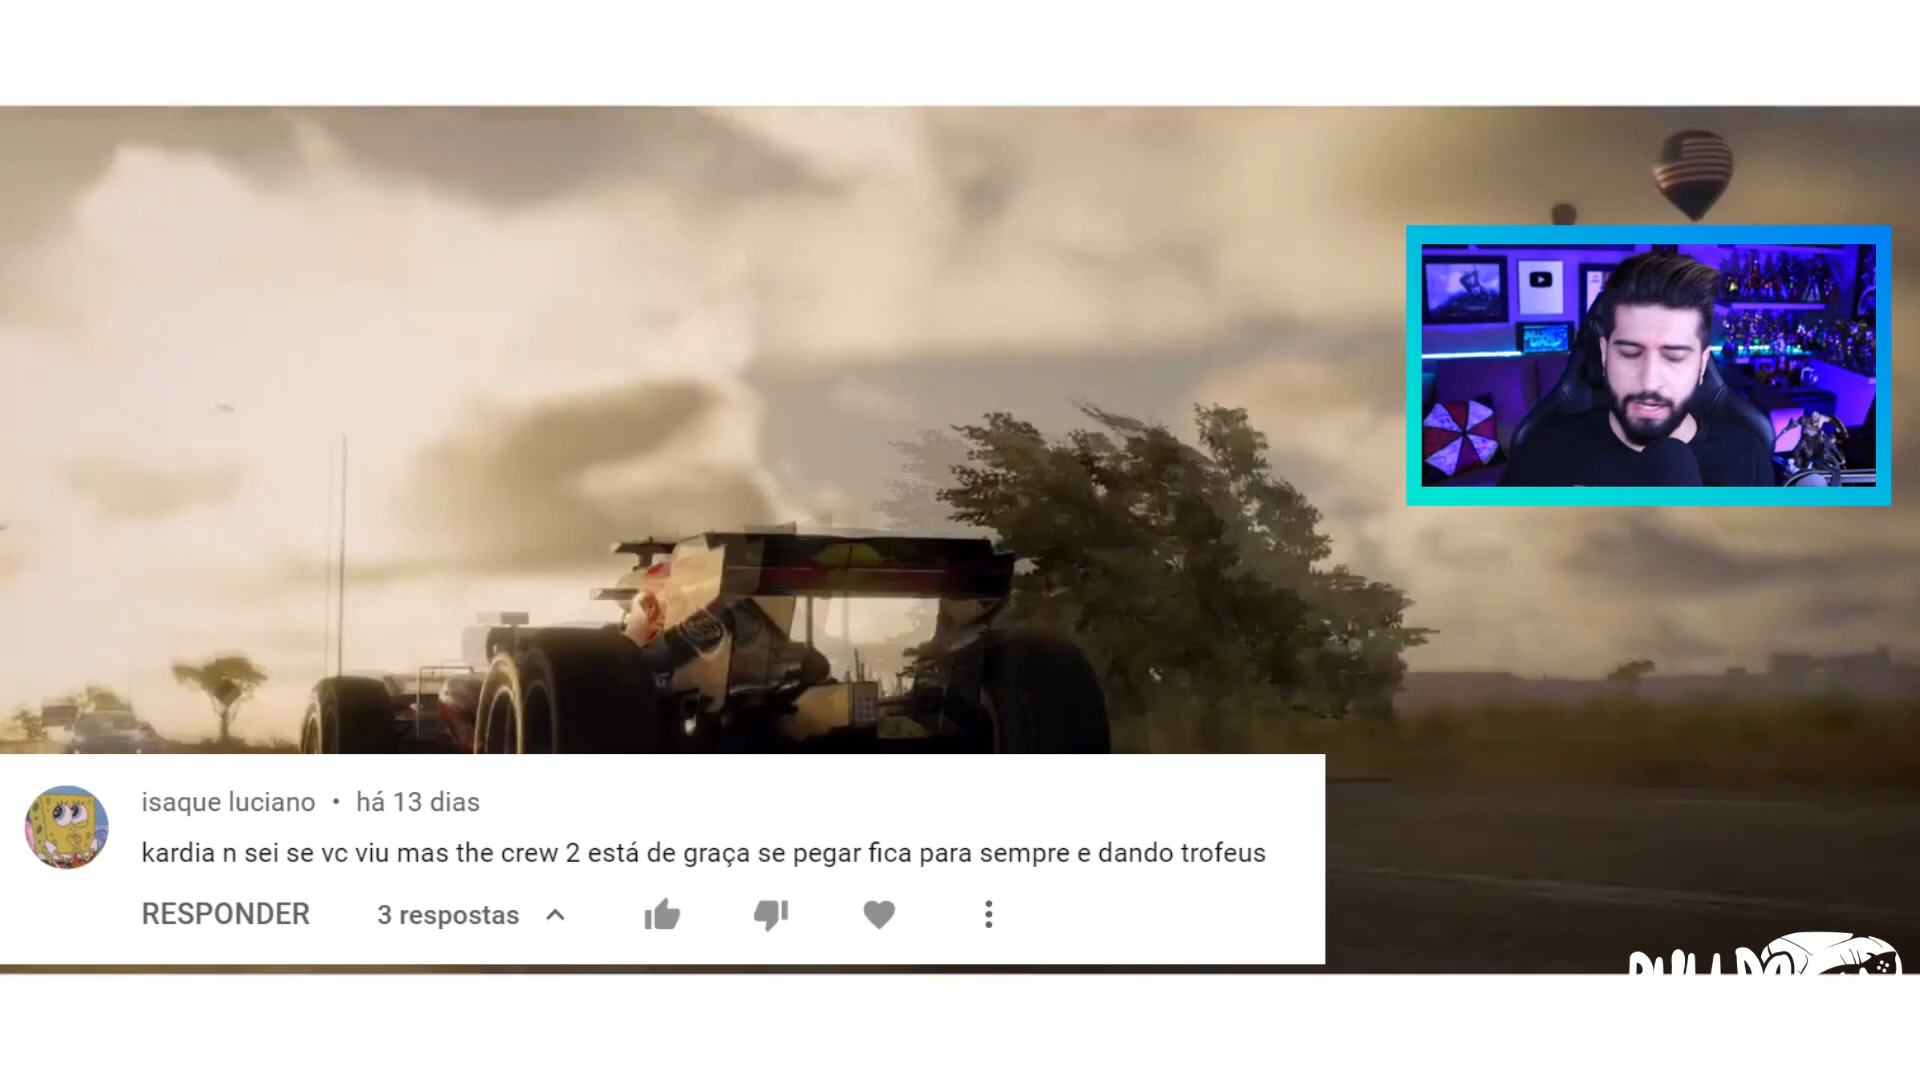 isaque luciano • há 13 dias
kardia n sei se vc viu mas the crew 2 está de graça se pegar fica para sempre e dando trofeus
RESPONDER 3 respostas